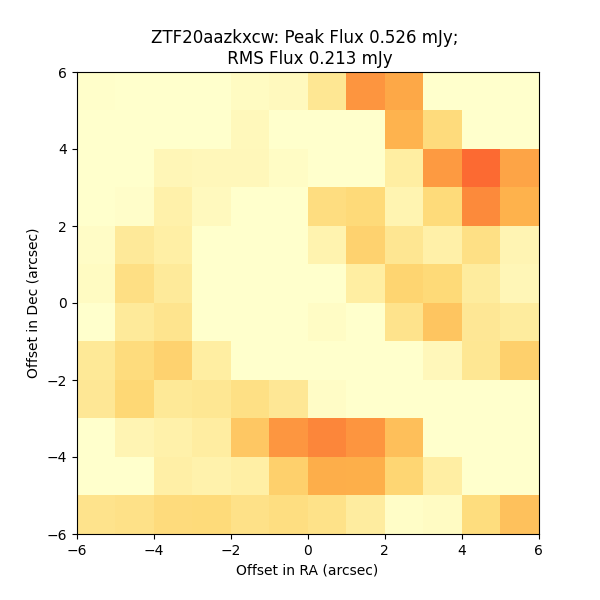 ZTF20aazkxcw: Peak Flux 0.526 mJy;
RMS Flux 0.213 mJy
6
4
2
0
−2
−4
−6
Offset in Dec (arcsec)
−6 −4 −2 0 2 4 6
Offset in RA (arcsec)